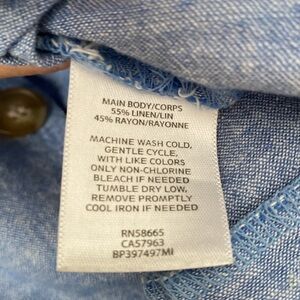 MAIN BODY/CORPS
55% LINEN/LIN
45% RAYON/RAYONNE
MACHINE WASH COLD,
GENTLE CYCLE,
WITH LIKE COLORS
ONLY NON-CHLORINE
BLEACH IF NEEDED
TUMBLE DRY LOW,
REMOVE PROMPTLY
COOL IRON IF NEEDED
RN58665
CA57963
BP397497MI